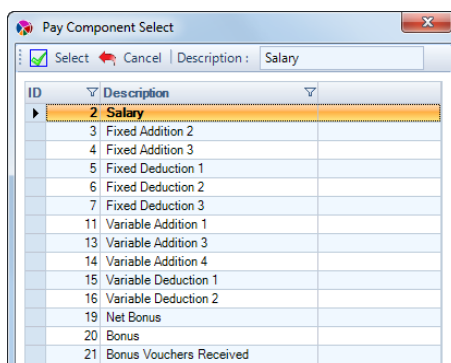 Pay Component Select
Select Cancel Description : Salary
ID Description
2 Salary
3 Fixed Addition 2
4 Fixed Addition 3
5 Fixed Deduction 1
6 Fixed Deduction 2
7 Fixed Deduction 3
11 Variable Addition 1
13 Variable Addition 3
14 Variable Addition 4
15 Variable Deduction 1
16 Variable Deduction 2
19 Net Bonus
20 Bonus
21 Bonus Vouchers Received